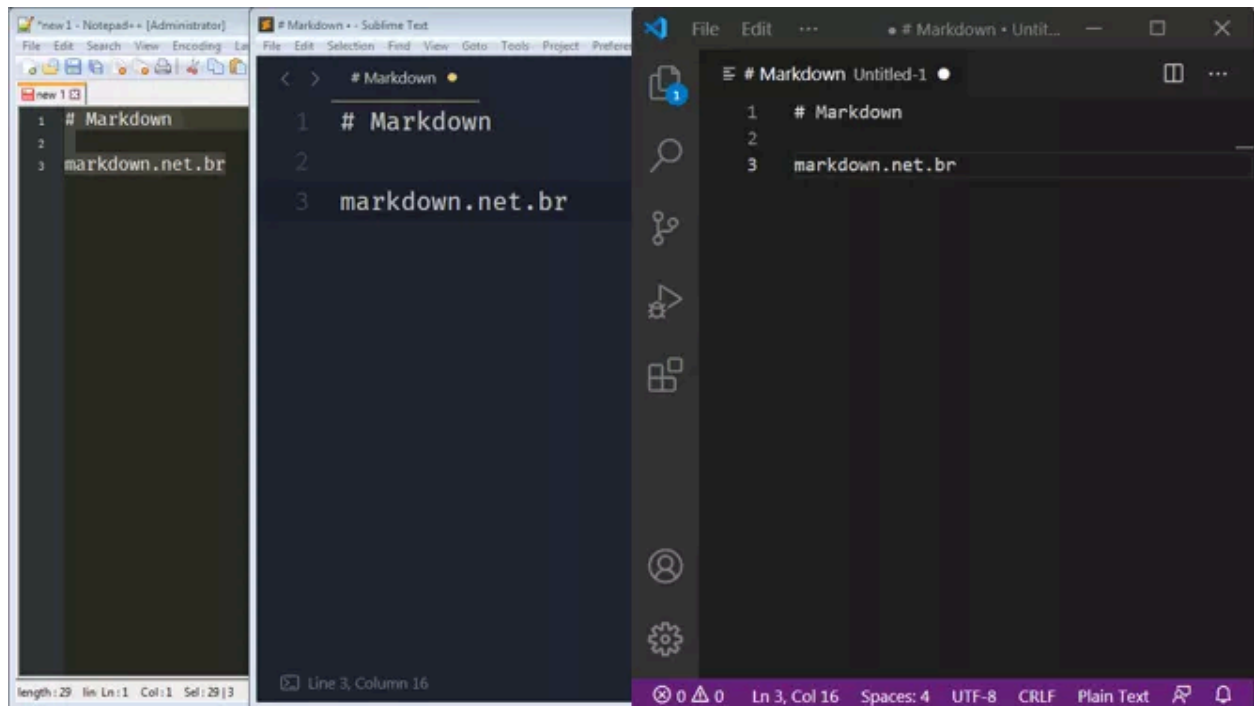 *new 1 - Notepad++ [Administrator]
File Edit Search View Encoding La
new 1
1 # Markdown
2
3 markdown.net.br
length : 29 lin Ln : 1 Col : 1 Sel : 29 | 3
# Markdown • - Sublime Text
File Edit Selection Find View Goto Tools Project Prefere
# Markdown
1 # Markdown
2
3 markdown.net.br
Line 3, Column 16
File Edit ··· ● # Markdown • Untit...
# Markdown Untitled-1 ●
1
1 # Markdown
2
3 markdown.net.br
0 0 Ln 3, Col 16 Spaces: 4 UTF-8 CRLF Plain Text